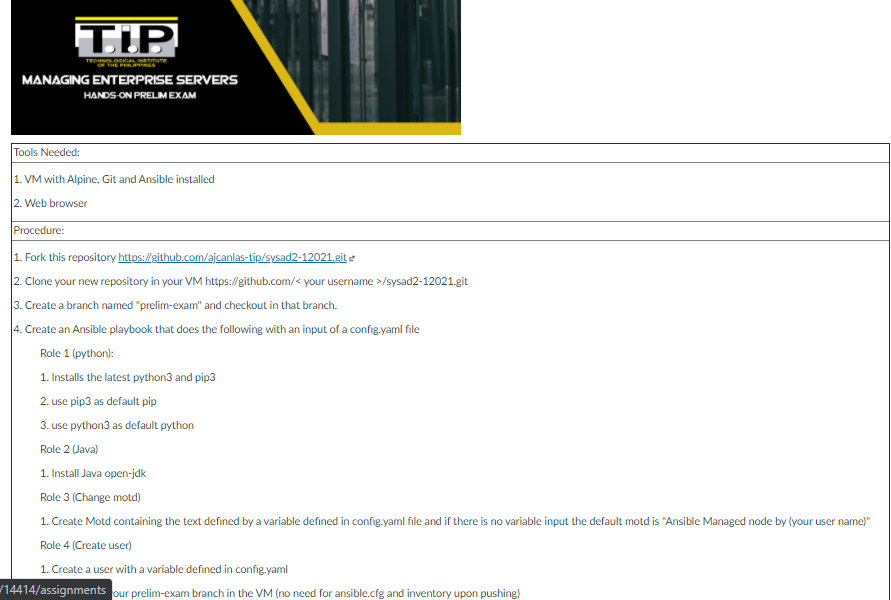 T.I.P
TECHNOLOGICAL INSTITUTE
OF THE PHILIPPINES
MANAGING ENTERPRISE SERVERS
HANDS-ON PRELIM EXAM
Tools Needed:
1. VM with Alpine, Git and Ansible installed
2. Web browser
Procedure:
1. Fork this repository https://github.com/ajcanlas-tip/sysad2-12021.git
2. Clone your new repository in your VM https://github.com/< your username >/sysad2-12021.git
3. Create a branch named "prelim-exam" and checkout in that branch.
4. Create an Ansible playbook that does the following with an input of a config.yaml file
Role 1 (python):
1. Installs the latest python3 and pip3
2. use pip3 as default pip
3. use python3 as default python
Role 2 (Java)
1. Install Java open-jdk
Role 3 (Change motd)
1. Create Motd containing the text defined by a variable defined in config.yaml file and if there is no variable input the default motd is "Ansible Managed node by (your user name)"
Role 4 (Create user)
1. Create a user with a variable defined in config.yaml
/14414/assignments
your prelim-exam branch in the VM (no need for ansible.cfg and inventory upon pushing)